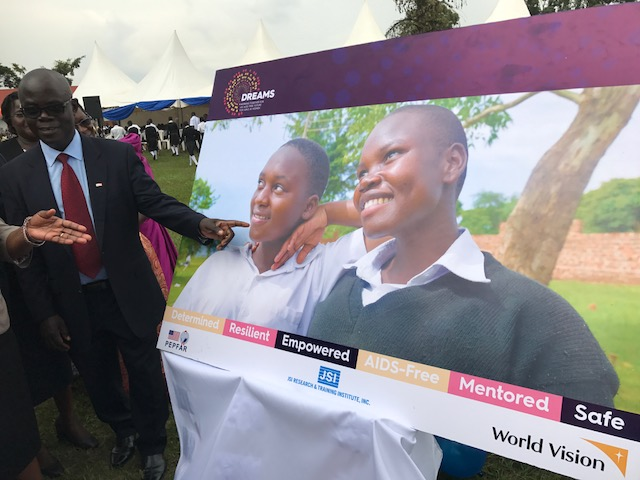 DREAMS
Determined Resilient Empowered AIDS-Free Mentored Safe
PEPFAR
JSI
JSI RESEARCH & TRAINING INSTITUTE, INC.
World Vision